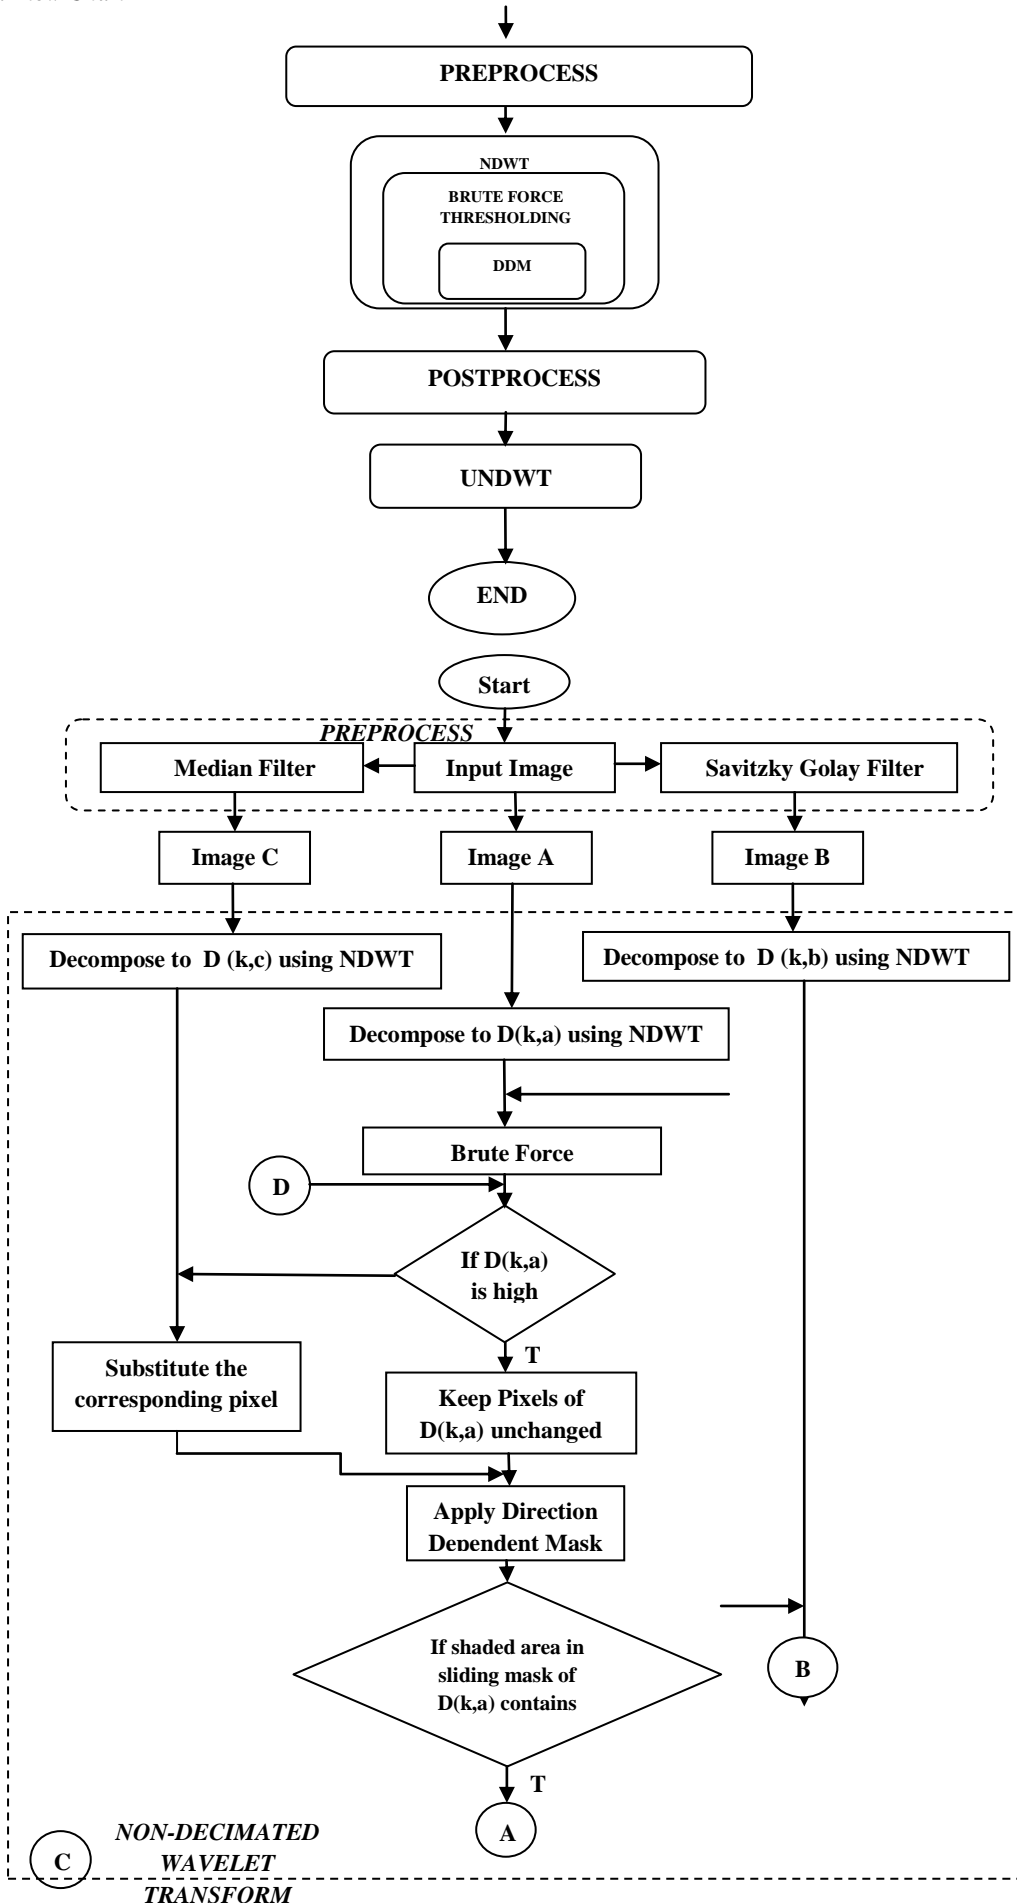 PREPROCESS
NDWT
BRUTE FORCE
THRESHOLDING
DDM
POSTPROCESS
UNDWT
END
Start
PREPROCESS
Median Filter
Input Image
Savitzky Golay Filter
Image C
Image A
Image B
Decompose to D (k,c) using NDWT
Decompose to D (k,b) using NDWT
Decompose to D(k,a) using NDWT
Brute Force
D
If D(k,a)
is high
T
Substitute the
corresponding pixel
Keep Pixels of
D(k,a) unchanged
Apply Direction
Dependent Mask
If shaded area in
sliding mask of
D(k,a) contains
B
T
A
C
NON-DECIMATED
WAVELET
TRANSFORM